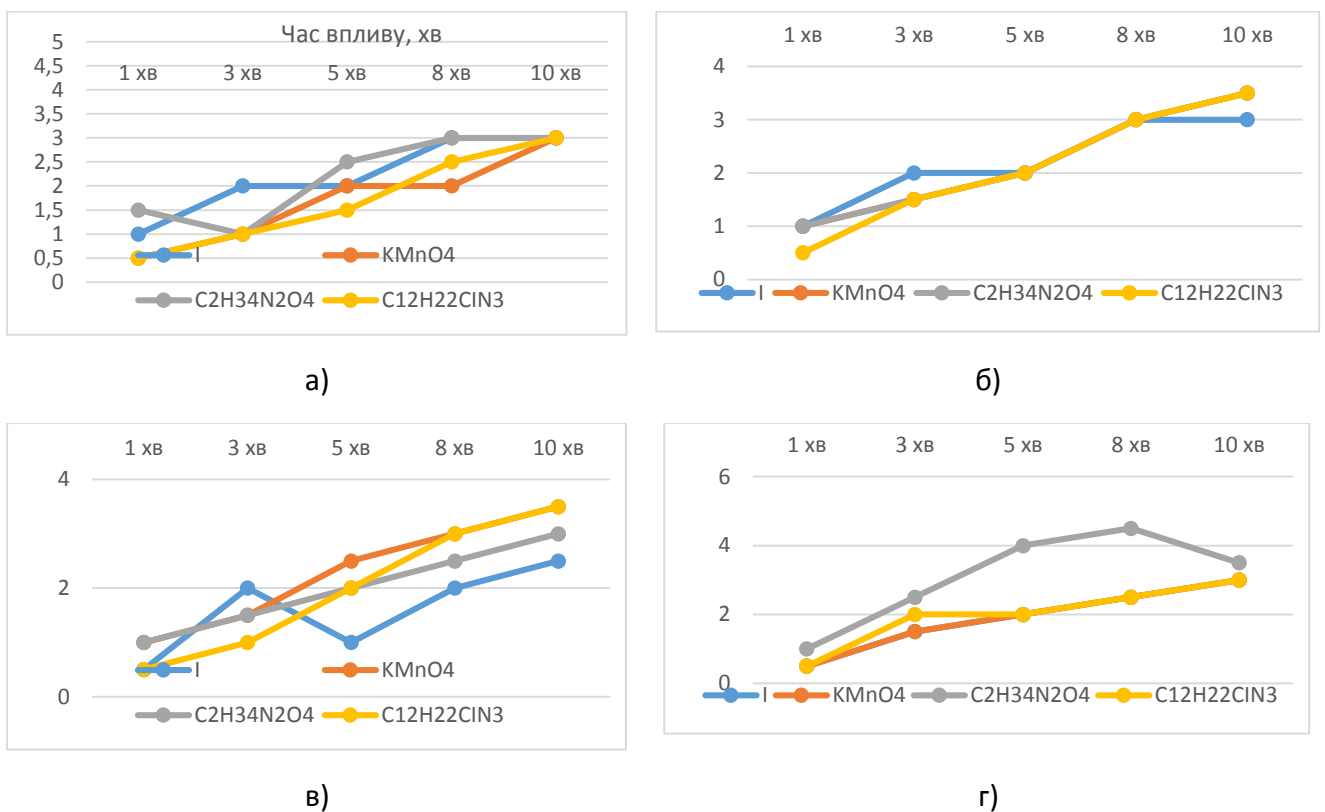 Час впливу, хв
1 хв 3 хв 5 хв 8 хв 10 хв
5
4,5
4
3,5
3
2,5
2
1,5
1
0,5
0
I KMnO4
C2H34N2O4 C12H22ClN3
а)
1 хв 3 хв 5 хв 8 хв 10 хв
4
3
2
1
0
I KMnO4 C2H34N2O4 C12H22ClN3
б)
1 хв 3 хв 5 хв 8 хв 10 хв
4
2
0
I KMnO4
C2H34N2O4 C12H22ClN3
в)
1 хв 3 хв 5 хв 8 хв 10 хв
6
4
2
0
I KMnO4 C2H34N2O4 C12H22ClN3
г)